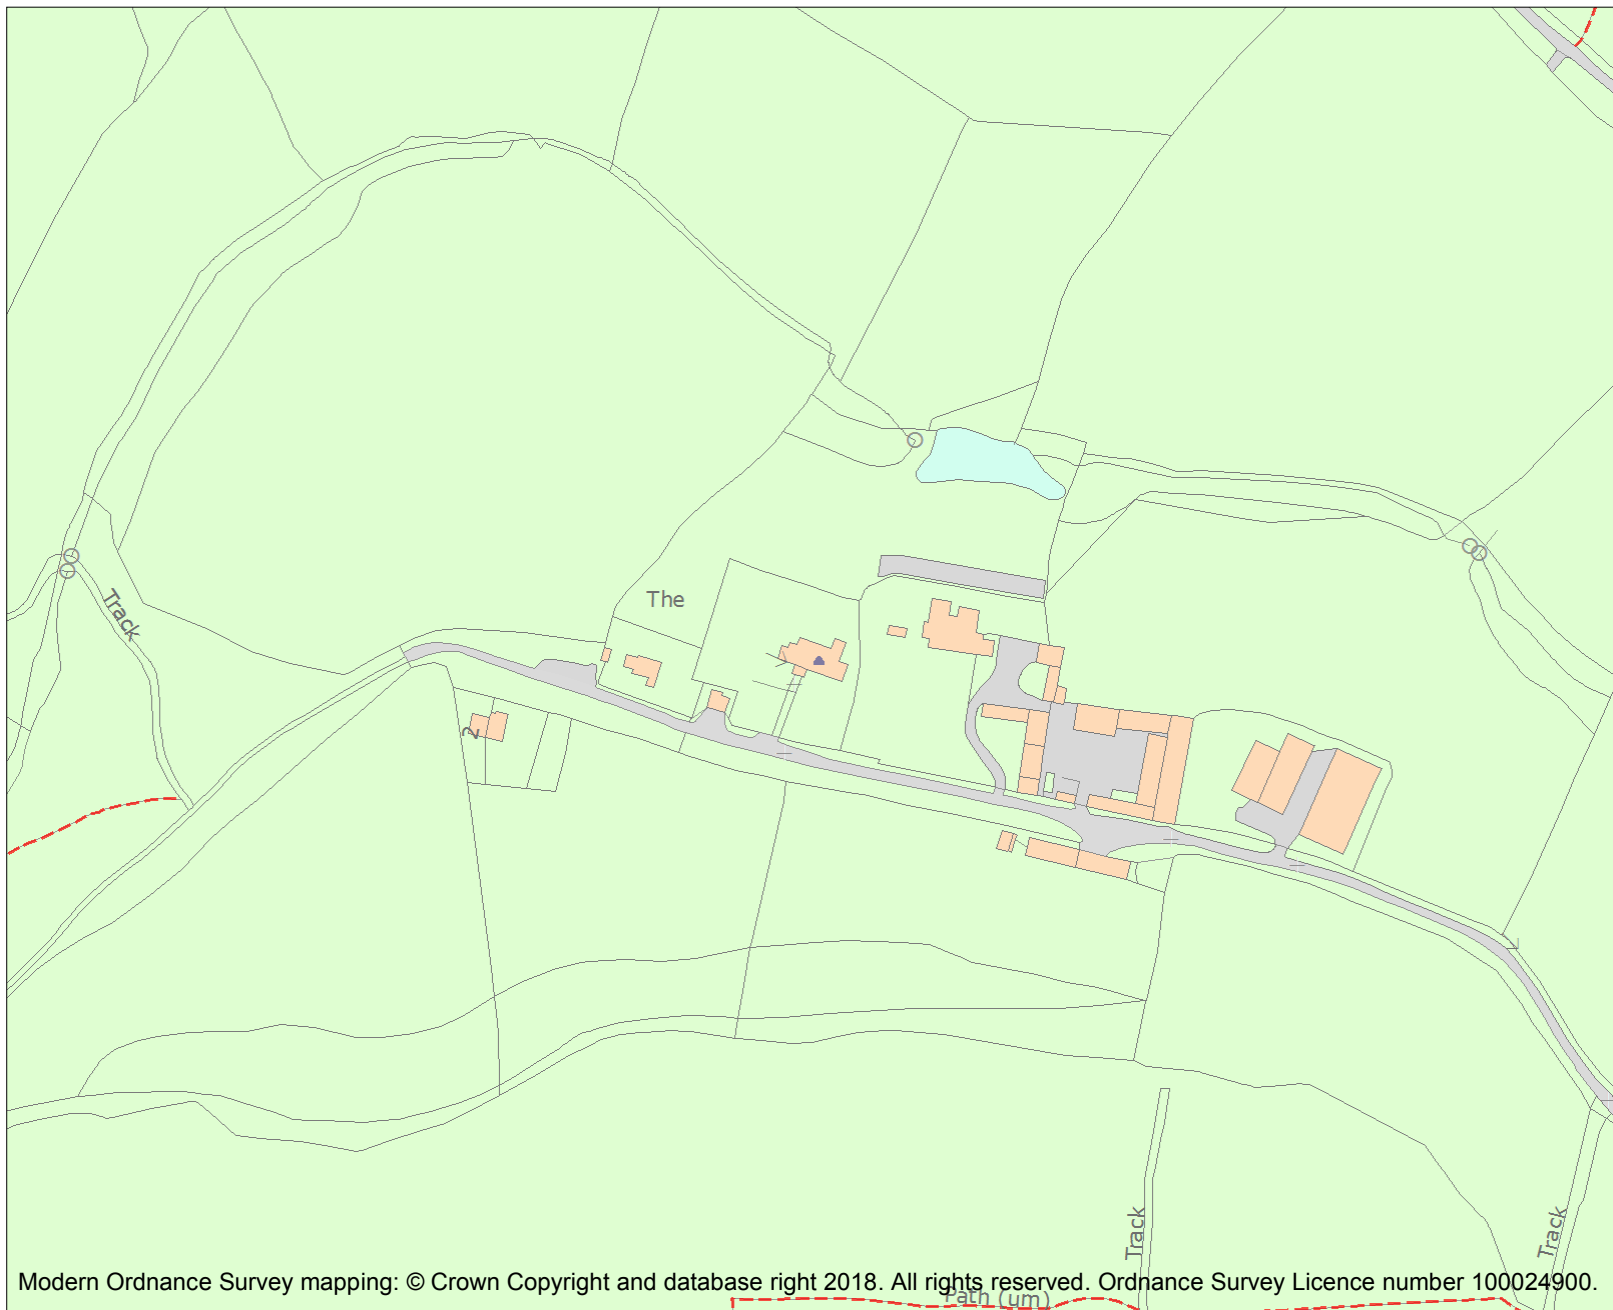 The
Track
2
Track
Track
Modern Ordnance Survey mapping: © Crown Copyright and database right 2018. All rights reserved. Ordnance Survey Licence number 100024900.
Path (um)